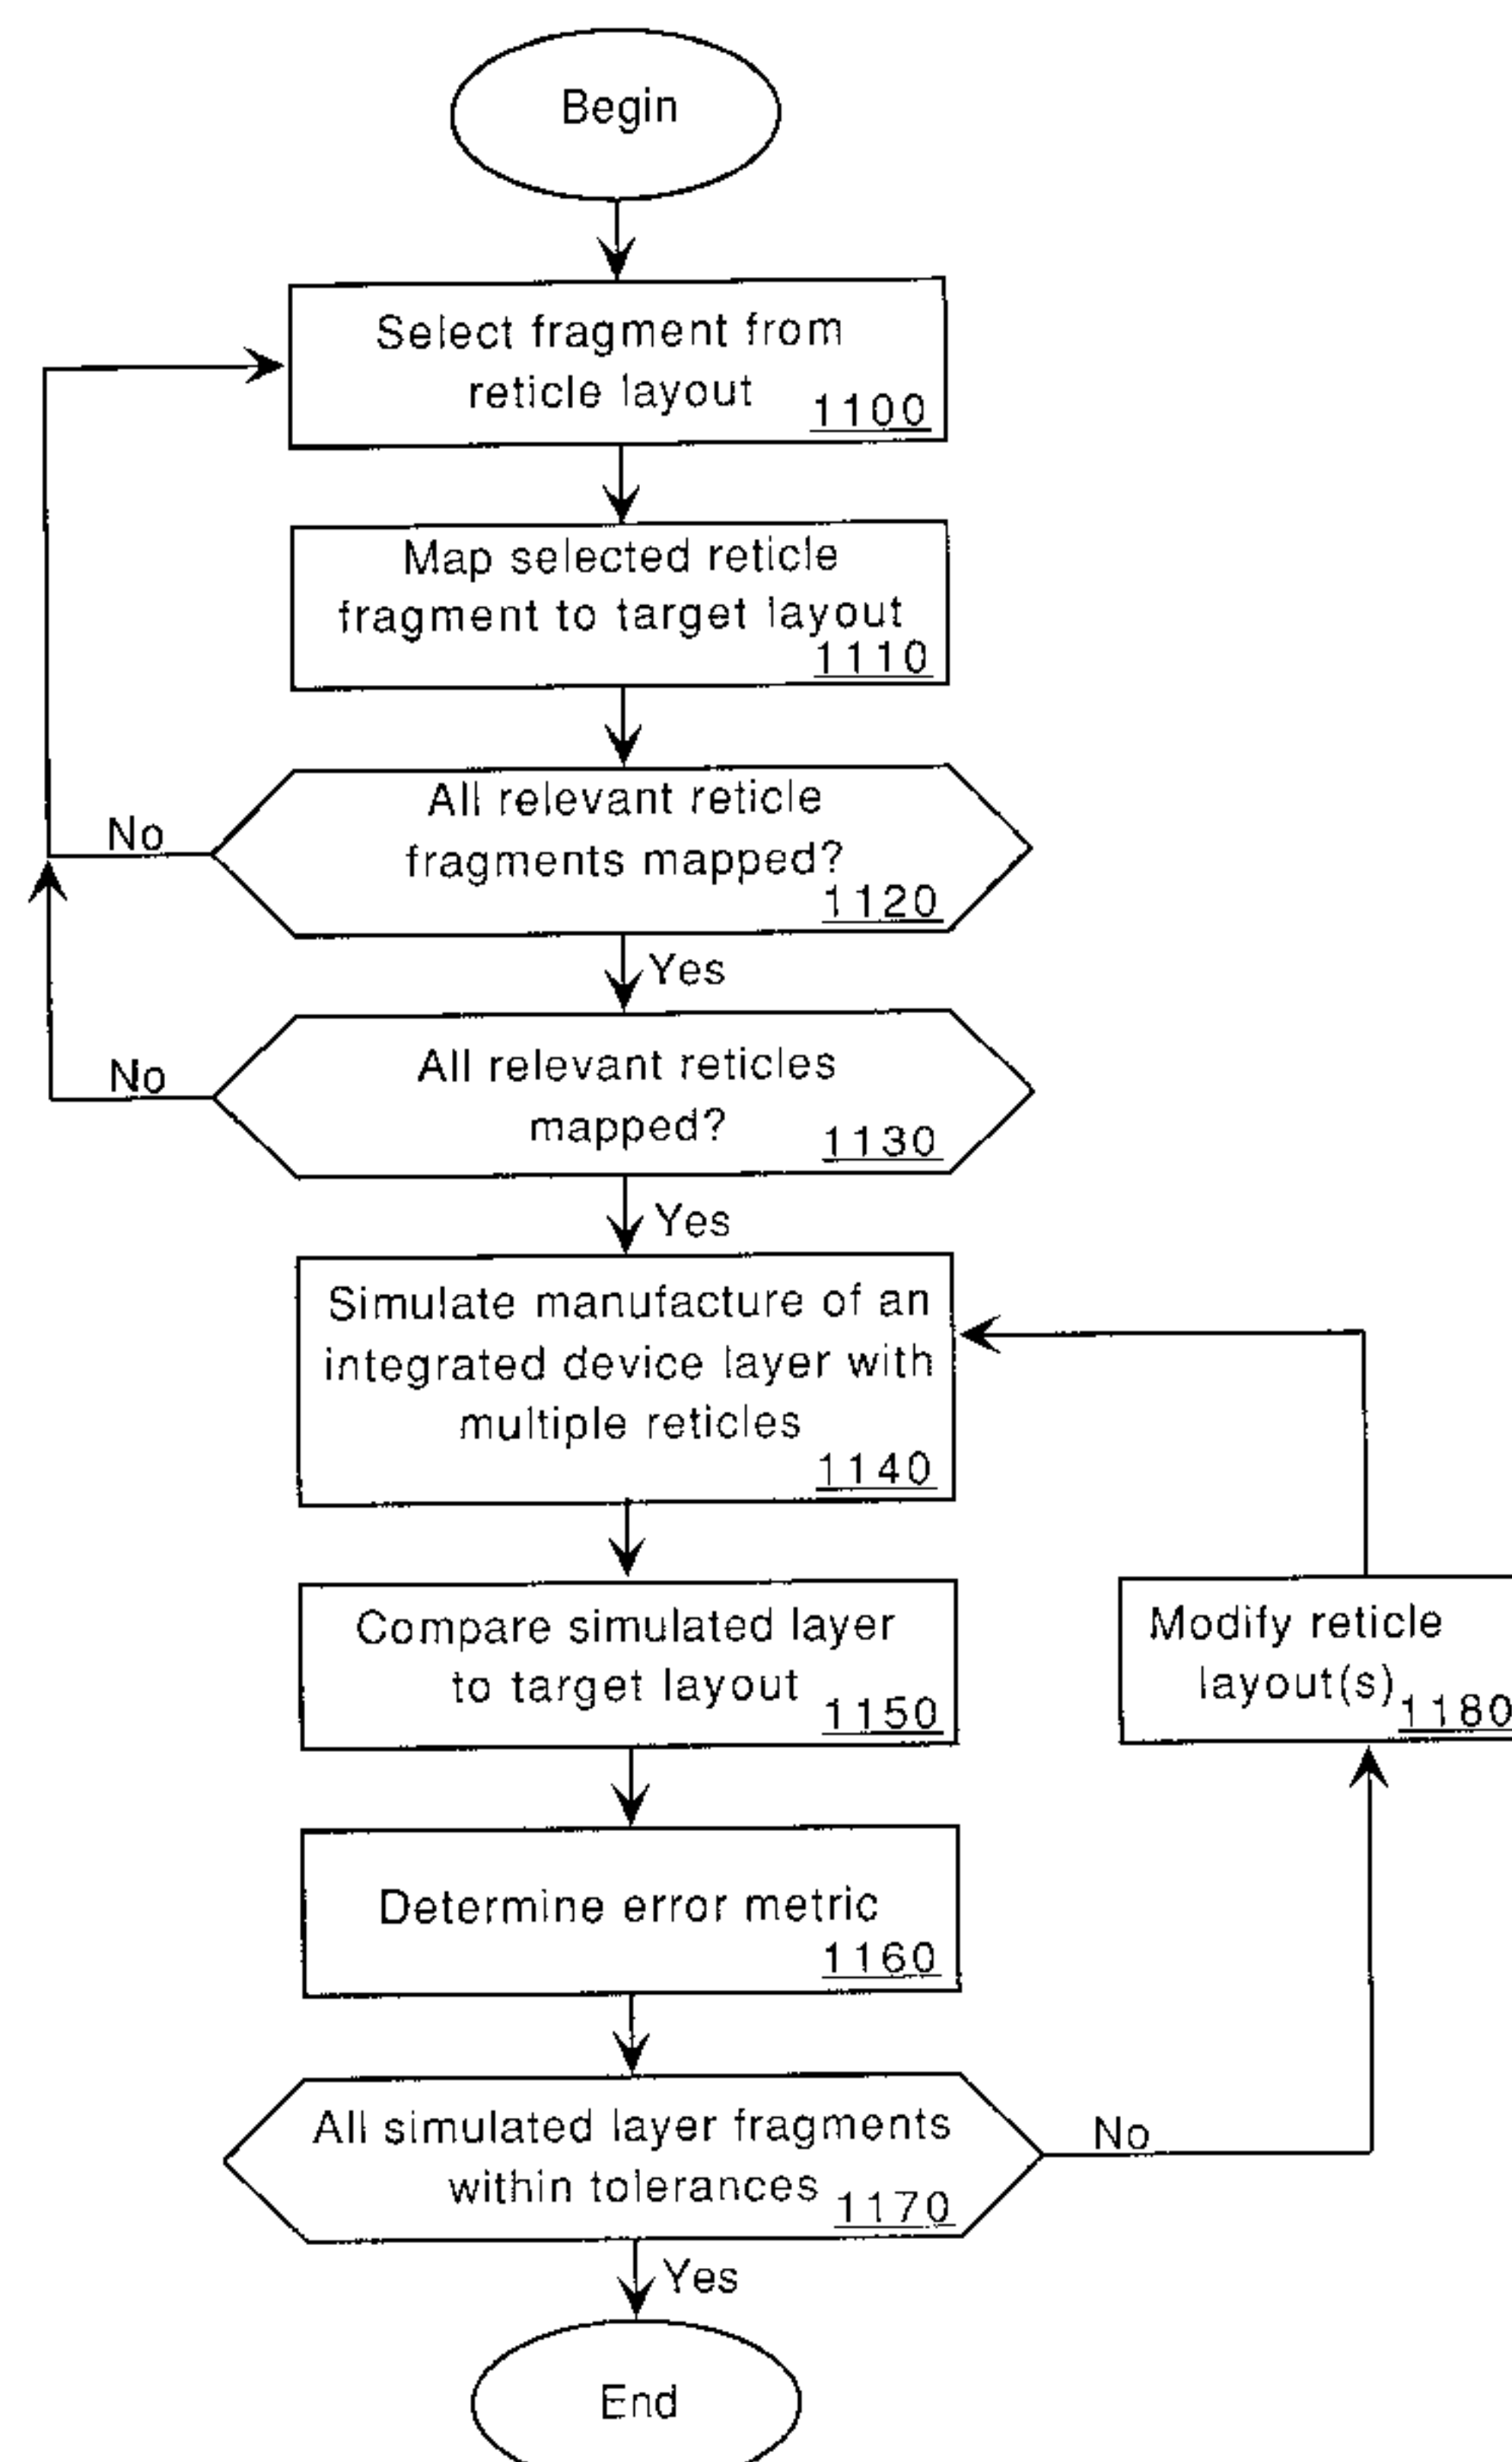 Begin
Select fragment from
reticle layout
1100
Map selected reticle
fragment to target layout
1110
All relevant reticle
fragments mapped?
1120
No
Yes
All relevant reticles
mapped?
1130
No
Yes
Simulate manufacture of an
integrated device layer with
multiple reticles
1140
Compare simulated layer
to target layout
1150
Modify reticle
layout(s)
1180
Determine error metric
1160
All simulated layer fragments
within tolerances
1170
No
Yes
End